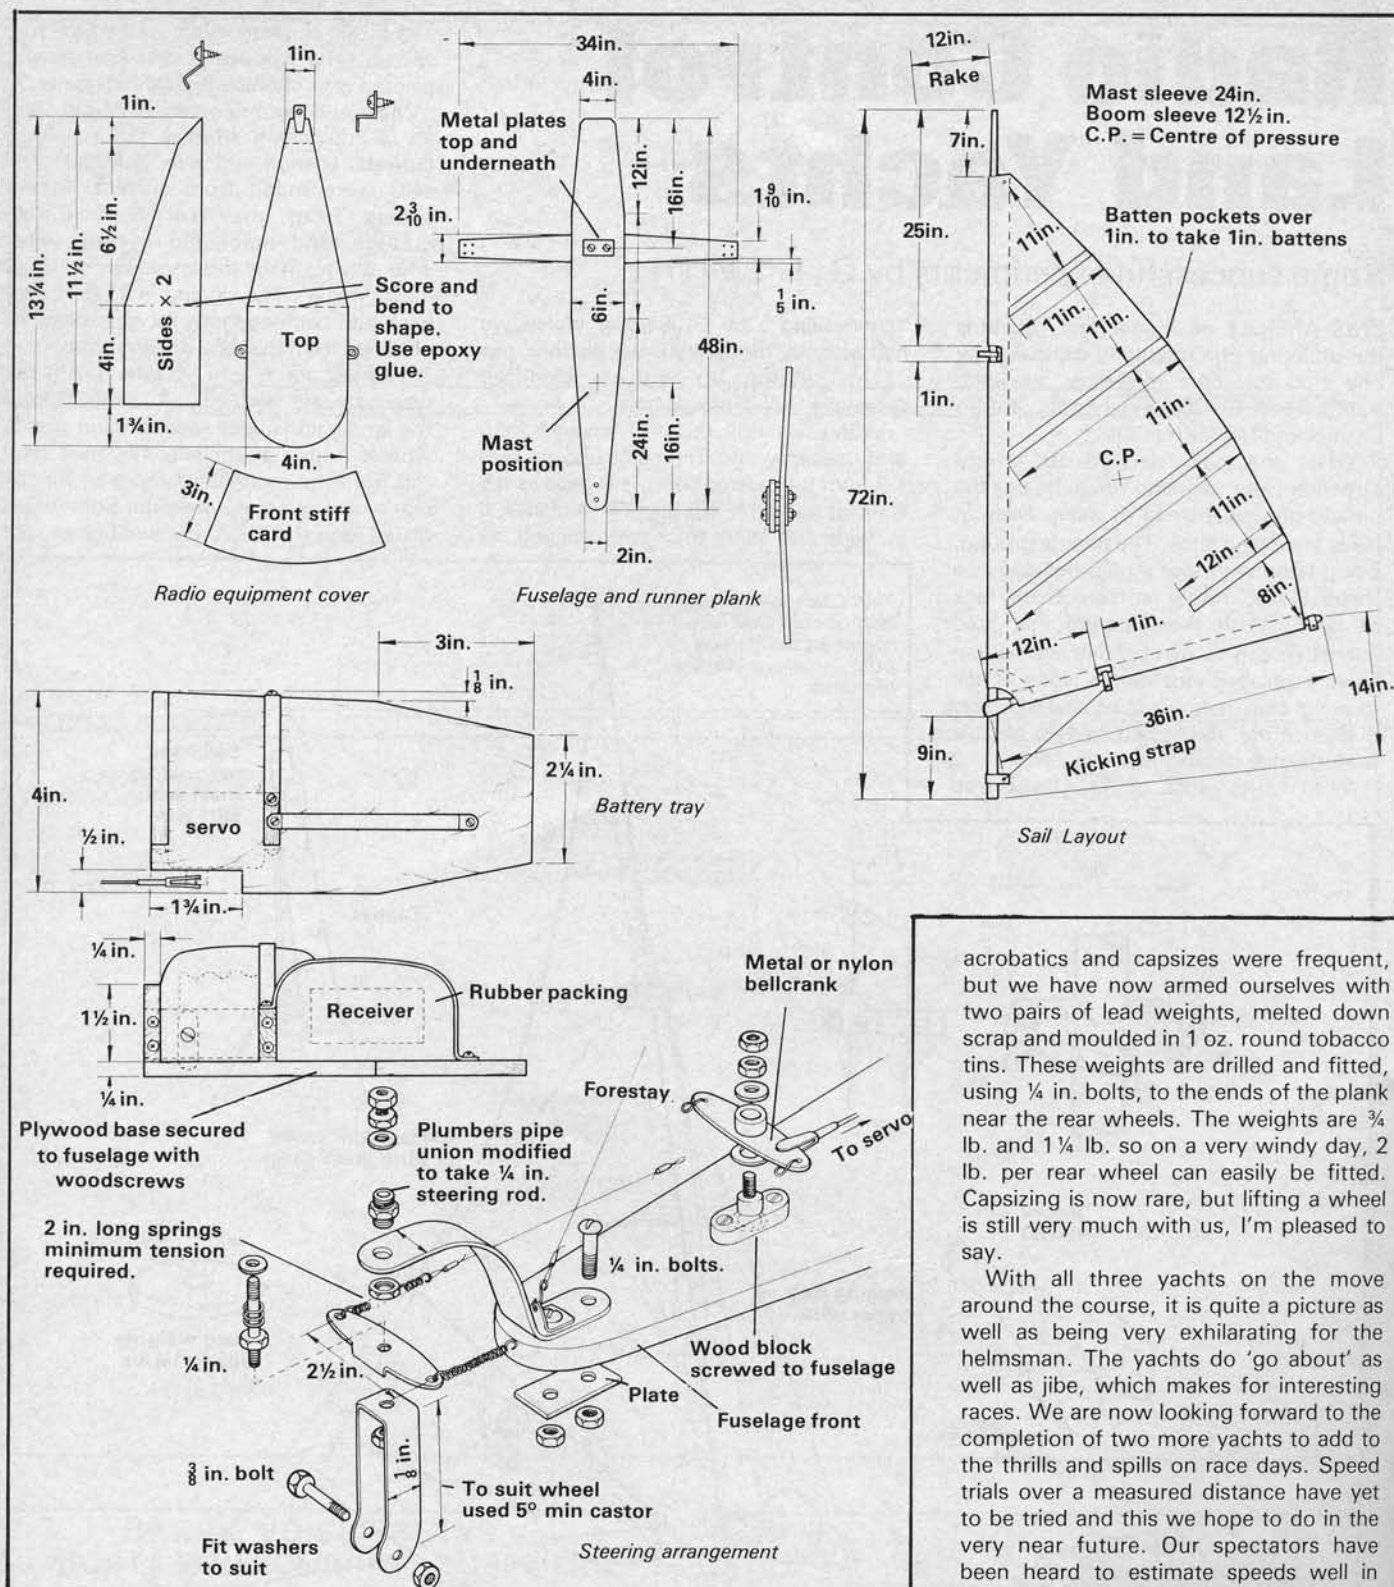 1in.
1in.
13¼in.
11½in.
6½in.
4in.
1¾in.
Sides × 2
Top
Score and
bend to
shape.
Use epoxy
glue.
4in.
3in.
Front stiff
card
Radio equipment cover
34in.
4in.
Metal plates
top and
underneath
12in.
16in.
2 3/10 in.
1 9/10 in.
1/5 in.
6in.
48in.
Mast
position
24in.
16in.
2in.
Fuselage and runner plank
12in.
Rake
Mast sleeve 24in.
Boom sleeve 12½in.
C.P. = Centre of pressure
7in.
25in.
Batten pockets over
1in. to take 1in. battens
11in.
11in.
11in.
11in.
11in.
11in.
C.P.
1in.
72in.
12in.
8in.
12in.
1in.
36in.
14in.
9in.
Kicking strap
Sail Layout
3in.
⅛ in.
4in.
servo
2¼in.
½ in.
1¾in.
Battery tray
¼ in.
1½in.
Receiver
Rubber packing
¼ in.
Plywood base secured
to fuselage with
woodscrews
Metal or nylon
bellcrank
Forestay
To servo
Plumbers pipe
union modified
to take ¼ in.
steering rod.
2 in. long springs
minimum tension
required.
¼ in. bolts.
¼ in.
2½in.
Wood block
screwed to fuselage
Plate
Fuselage front
⅜ in. bolt
⅛ in.
To suit wheel
used 5° min castor
Fit washers
to suit
Steering arrangement
acrobatics and capsizes were frequent,
but we have now armed ourselves with
two pairs of lead weights, melted down
scrap and moulded in 1 oz. round tobacco
tins. These weights are drilled and fitted,
using ¼ in. bolts, to the ends of the plank
near the rear wheels. The weights are ¾
lb. and 1¼ lb. so on a very windy day, 2
lb. per rear wheel can easily be fitted.
Capsizing is now rare, but lifting a wheel
is still very much with us, I'm pleased to
say.
With all three yachts on the move
around the course, it is quite a picture as
well as being very exhilarating for the
helmsman. The yachts do 'go about' as
well as jibe, which makes for interesting
races. We are now looking forward to the
completion of two more yachts to add to
the thrills and spills on race days. Speed
trials over a measured distance have yet
to be tried and this we hope to do in the
very near future. Our spectators have
been heard to estimate speeds well in